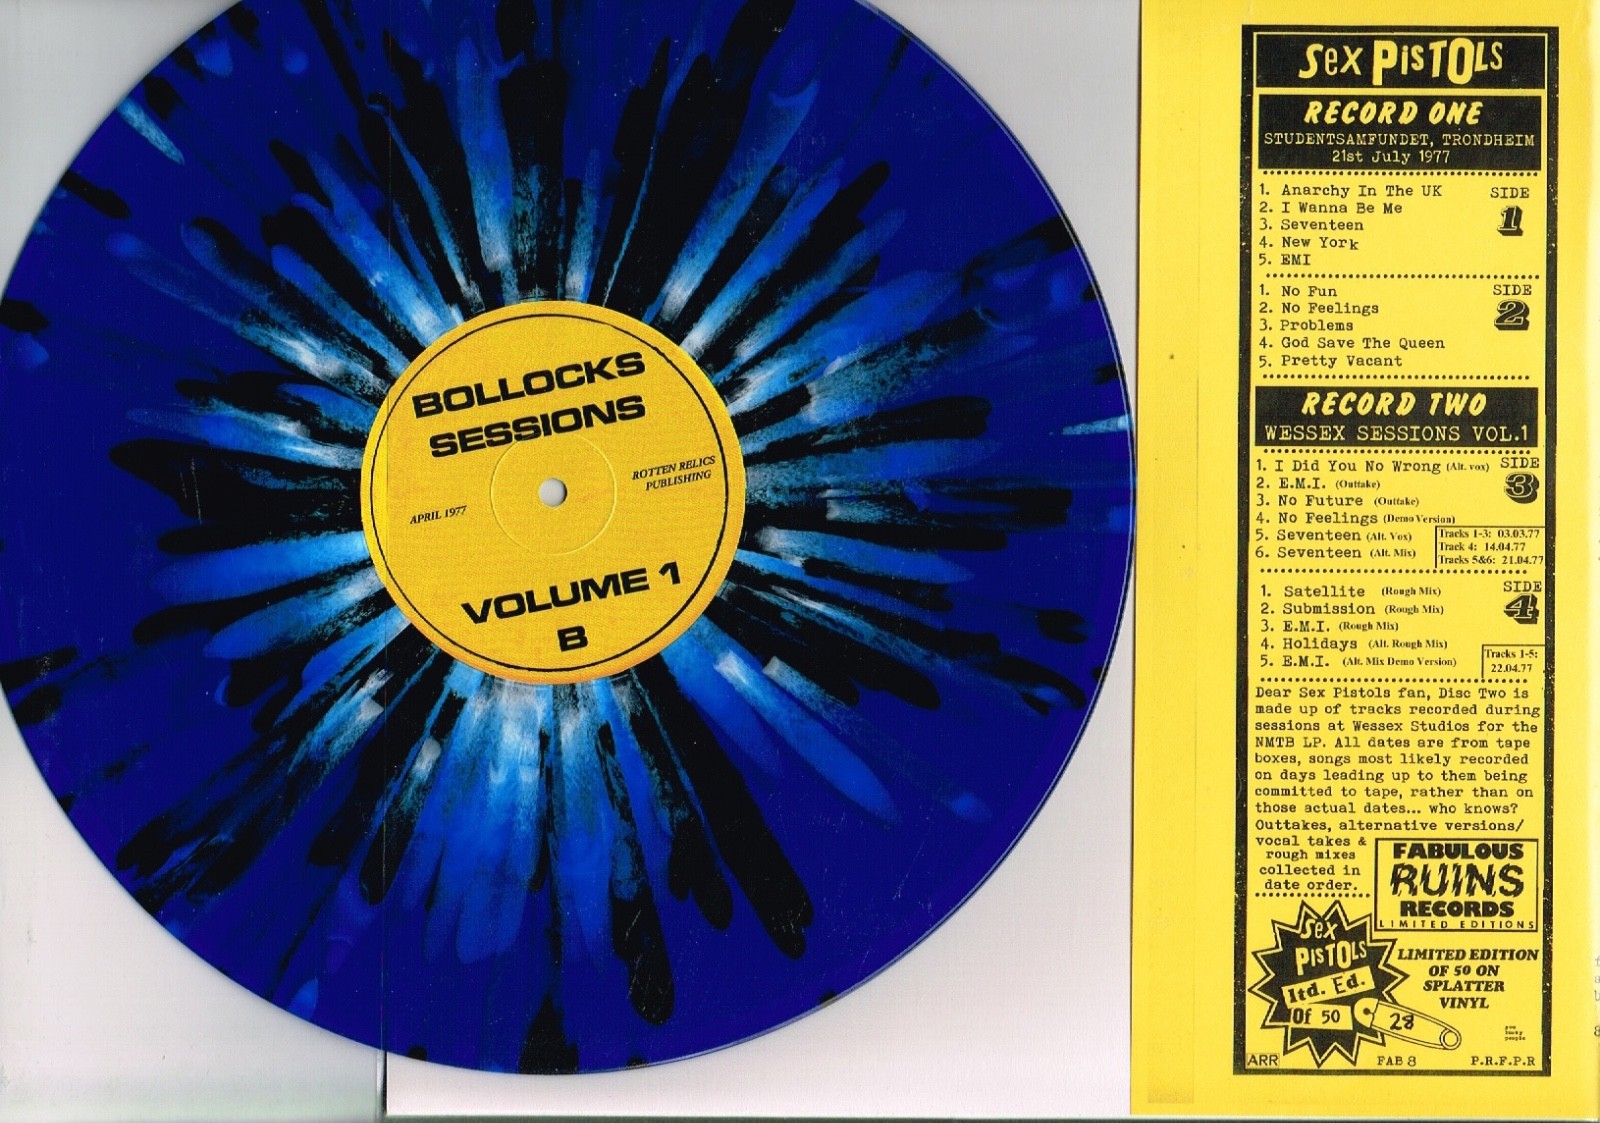 BOLLOCKS
SESSIONS
ROTTEN RELICS
PUBLISHING
APRIL 1977
VOLUME 1
B
Sex PisTOLs
RECORD ONE
STUDENTSAMFUNDET, TRONDHEIM
21st July 1977
1. Anarchy In The UK
2. I Wanna Be Me
3. Seventeen
4. New York
5. EMI
SIDE
1
1. No Fun
2. No Feelings
3. Problems
4. God Save The Queen
5. Pretty Vacant
SIDE
2
RECORD TWO
WESSEX SESSIONS VOL.1
1. I Did You No Wrong (Alt. vox)
2. E.M.I. (Outtake)
3. No Future (Outtake)
4. No Feelings (Demo Version)
5. Seventeen (Alt. Vox)
6. Seventeen (Alt. Mix)
SIDE
3
Tracks 1-3: 03.03.77
Track 4: 14.04.77
Tracks 5&6: 21.04.77
1. Satellite (Rough Mix)
2. Submission (Rough Mix)
3. E.M.I. (Rough Mix)
4. Holidays (Alt. Rough Mix)
5. E.M.I. (Alt. Mix Demo Version)
SIDE
4
Tracks 1-5:
22.04.77
Dear Sex Pistols fan, Disc Two is
made up of tracks recorded during
sessions at Wessex Studios for the
NMTB LP. All dates are from tape
boxes, songs most likely recorded
on days leading up to them being
committed to tape, rather than on
those actual dates... who knows?
Outtakes, alternative versions/
vocal takes &
rough mixes
collected in
date order.
FABULOUS
RUINS
RECORDS
LIMITED EDITIONS
Sex
PisTOLs
ltd. Ed.
Of 50
28
LIMITED EDITION
OF 50 ON
SPLATTER
VINYL
you
lucky
people
ARR
FAB 8
P.R.F.P.R